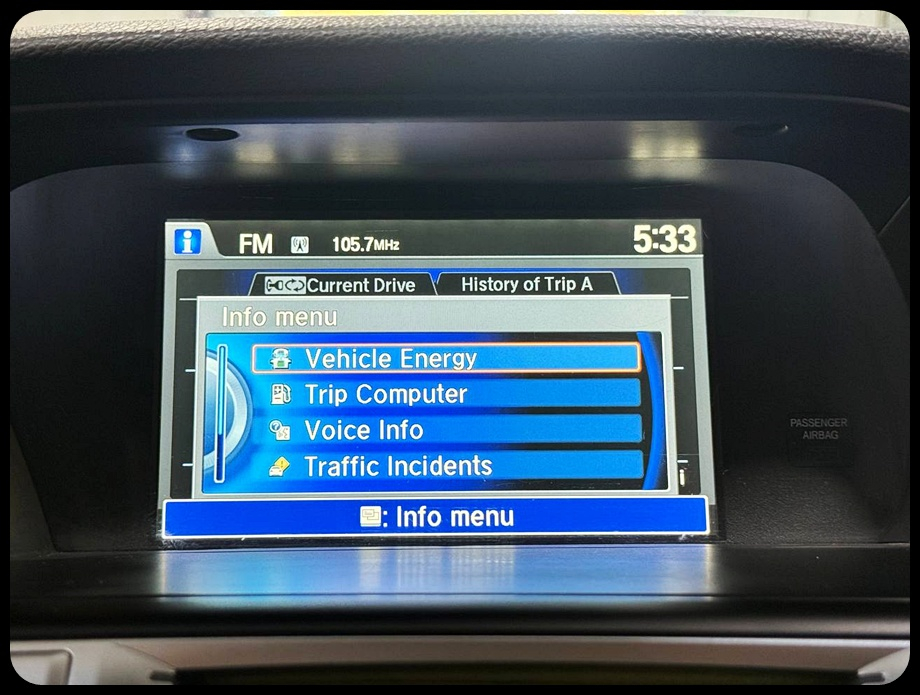 i FM 105.7MHz 5:33
Current Drive History of Trip A
Info menu
Vehicle Energy
Trip Computer
Voice Info
Traffic Incidents
: Info menu
PASSENGER
AIRBAG